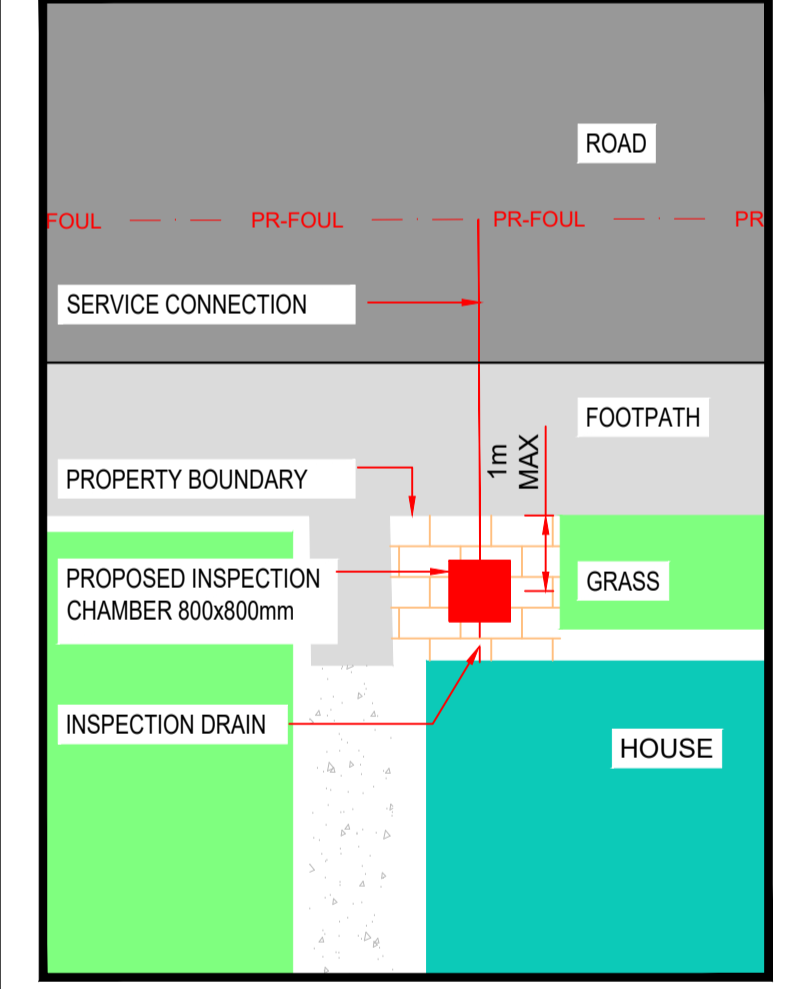 ROAD
FOUL PR-FOUL PR-FOUL PR
SERVICE CONNECTION
FOOTPATH
1m
MAX
PROPERTY BOUNDARY
PROPOSED INSPECTION
CHAMBER 800x800mm
GRASS
INSPECTION DRAIN
HOUSE